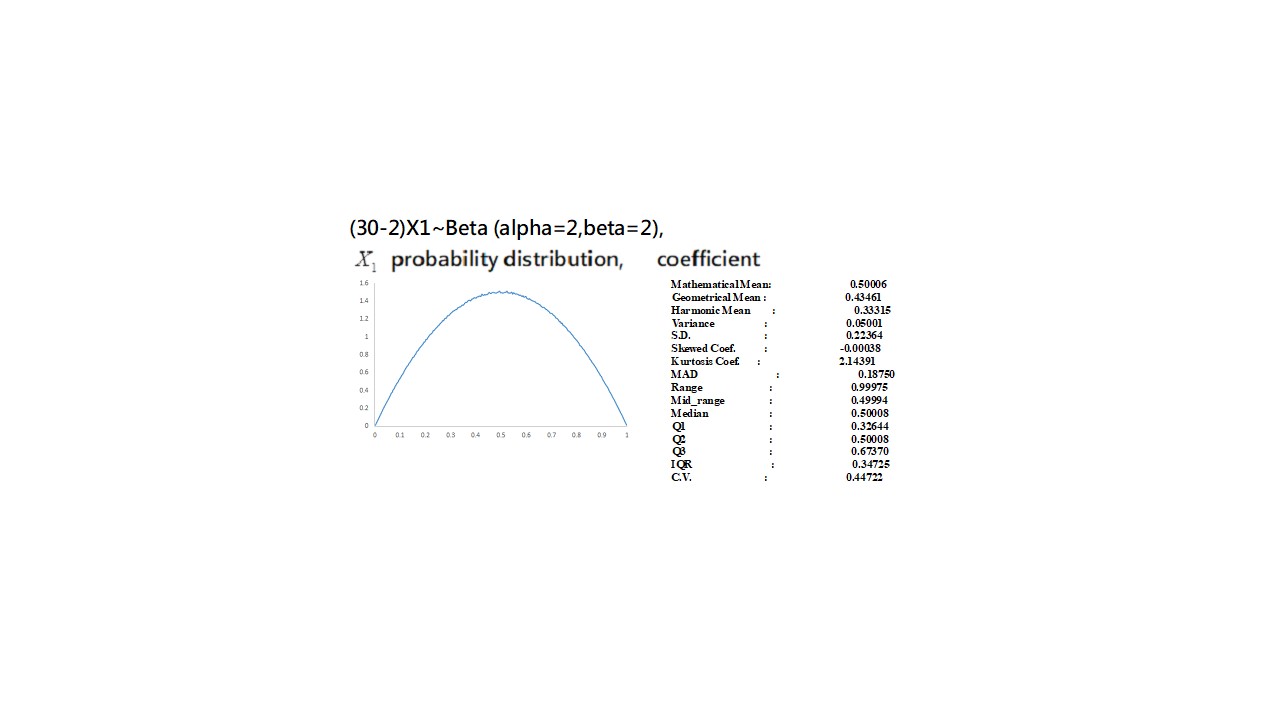 (30-2)X1~Beta (alpha=2,beta=2),
X1 probability distribution, coefficient
1.6
1.4
1.2
1
0.8
0.6
0.4
0.2
0
0 0.1 0.2 0.3 0.4 0.5 0.6 0.7 0.8 0.9 1
Mathematical Mean: 0.50006
Geometrical Mean : 0.43461
Harmonic Mean : 0.33315
Variance : 0.05001
S.D. : 0.22364
Skewed Coef. : -0.00038
Kurtosis Coef. : 2.14391
MAD : 0.18750
Range : 0.99975
Mid_range : 0.49994
Median : 0.50008
Q1 : 0.32644
Q2 : 0.50008
Q3 : 0.67370
IQR : 0.34725
C.V. : 0.44722